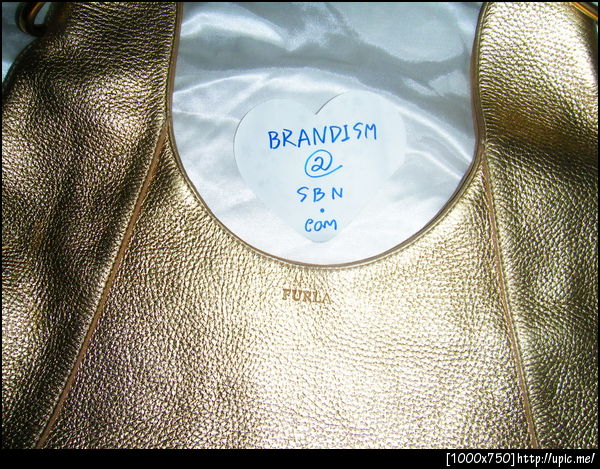 BRANDISM
@
SBN
.
com
FURLA
[1000x750]http://upic.me/